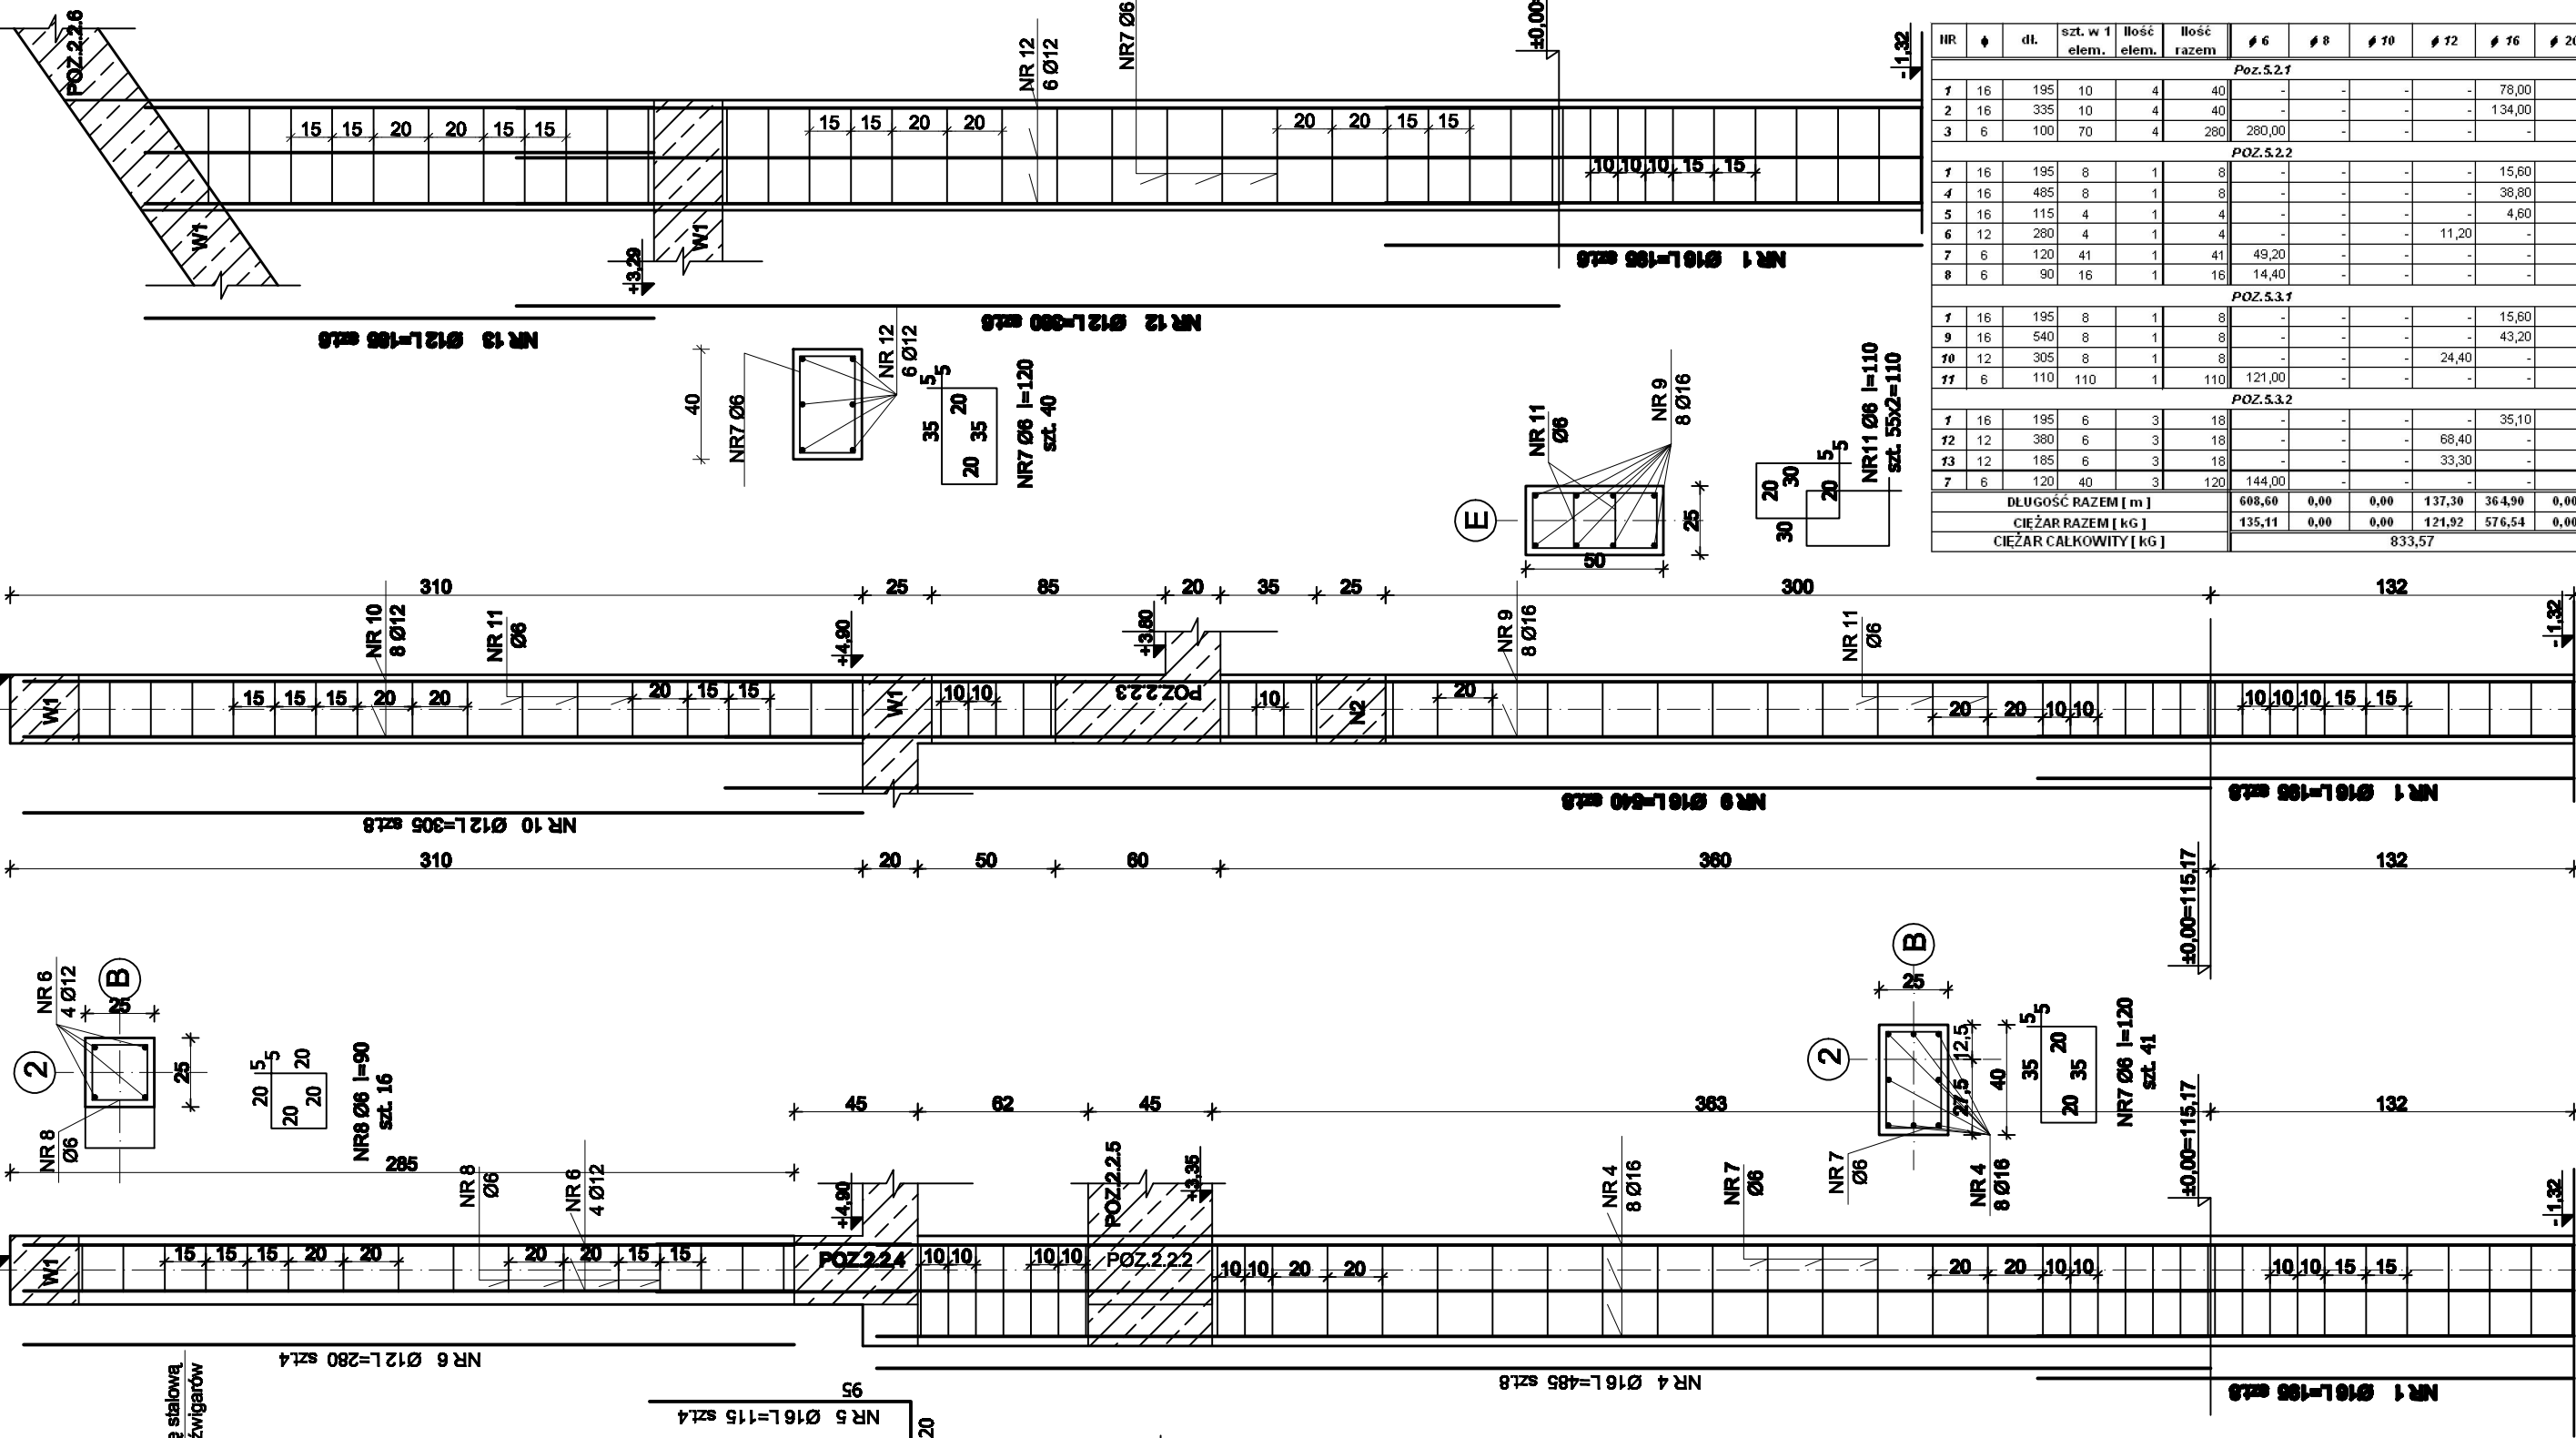 POZ.2.2.6
15 15 20 20 15 15
W1
W1
+3,29
15 15 20 20
NR 12
6 Ø12
NR7 Ø6
20 20 15 15
±0,00
10 10 10 15 15
-1,32
NR 1 Ø16 L=195 szt.6
NR 13 Ø12 L=185 szt.6
NR 12 Ø12 L=380 szt.6
40
NR7 Ø6
NR 12
6 Ø12
5 5
35 20 35 20
NR7 Ø6 l=120
szt. 40
E
NR 11
Ø6
NR 9
8 Ø16
25
50
20 30 5 5
30 20
NR11 Ø6 l=110
szt. 55x2=110
NR ϕ dł. szt. w 1 elem. Ilość elem. Ilość razem ϕ 6 ϕ 8 ϕ 10 ϕ 12 ϕ 16 ϕ 20
Poz.5.2.1
1 16 195 10 4 40 - - - - 78,00
2 16 335 10 4 40 - - - - 134,00
3 6 100 70 4 280 280,00 - - - -
POZ.5.2.2
1 16 195 8 1 8 - - - - 15,60
4 16 485 8 1 8 - - - - 38,80
5 16 115 4 1 4 - - - - 4,60
6 12 280 4 1 4 - - - 11,20 -
7 6 120 41 1 41 49,20 - - - -
8 6 90 16 1 16 14,40 - - - -
POZ.5.3.1
1 16 195 8 1 8 - - - - 15,60
9 16 540 8 1 8 - - - - 43,20
10 12 305 8 1 8 - - - 24,40 -
11 6 110 110 1 110 121,00 - - - -
POZ.5.3.2
1 16 195 6 3 18 - - - - 35,10
12 12 380 6 3 18 - - - 68,40 -
13 12 185 6 3 18 - - - 33,30 -
7 6 120 40 3 120 144,00 - - - -
DŁUGOŚĆ RAZEM [ m ] 608,60 0,00 0,00 137,30 364,90 0,00
CIĘŻAR RAZEM [ kG ] 135,11 0,00 0,00 121,92 576,54 0,00
CIĘŻAR CAŁKOWITY [ kG ] 833,57
310 25 85 20 35 25 300 132
NR 10
8 Ø12
NR 11
Ø6
+4,90
+3,80
NR 9
8 Ø16
NR 11
Ø6
-1,32
W1
15 15 15 20 20 20 15 15
W1
10 10
POZ.2.2.3
10
N2
20
20 20 10 10
10 10 10 15 15
NR 10 Ø12 L=305 szt.8
NR 9 Ø16 L=540 szt.8
NR 1 Ø16 L=195 szt.8
310 20 50 60 360 132
±0,00=115,17
NR 6
4 Ø12
B
25
2
25
NR 8
Ø6
5 5 20
20 20 20
NR8 Ø6 l=90
szt. 16
B
25
2
12,5
27,5
40
NR 7
Ø6
NR 4
8 Ø16
5 5
35 20 35 20
NR7 Ø6 l=120
szt. 41
45 62 45 363 132
285
NR 8
Ø6
NR 6
4 Ø12
+4,90
POZ.2.2.5
+3,35
NR 4
8 Ø16
NR 7
Ø6
±0,00=115,17
-1,32
W1
15 15 15 20 20 20 20 15 15
POZ.2.2.4
10 10 10 10
POZ.2.2.2
10 10 20 20
20 20 10 10
10 10 15 15
NR 6 Ø12 L=280 szt.4
NR 4 Ø16 L=485 szt.8
NR 1 Ø16 L=195 szt.8
95
NR 5 Ø16 L=115 szt.4
20
stalową
źwigarów